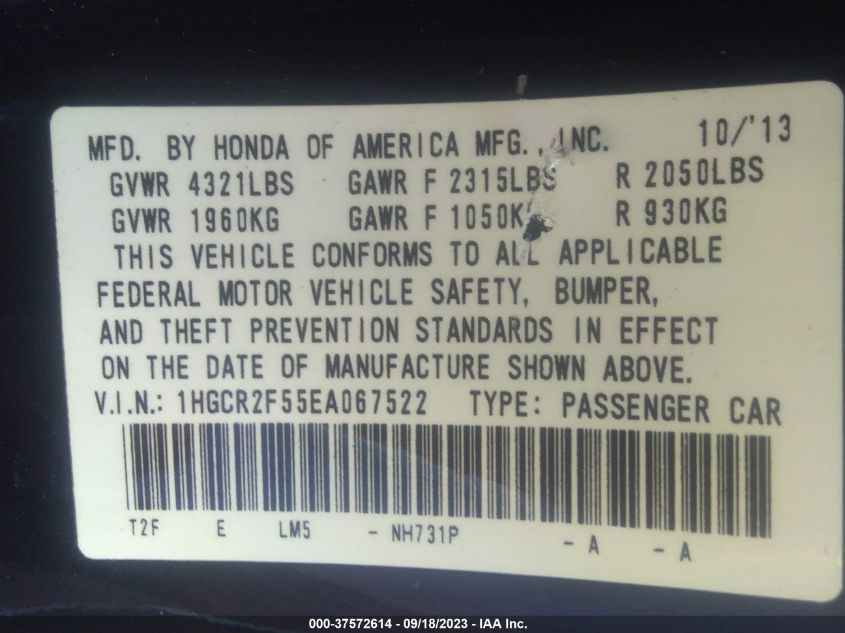 MFD. BY HONDA OF AMERICA MFG., INC. 10/'13
GVWR 4321LBS GAWR F 2315LBS R 2050LBS
GVWR 1960KG GAWR F 1050K R 930KG
THIS VEHICLE CONFORMS TO ALL APPLICABLE
FEDERAL MOTOR VEHICLE SAFETY, BUMPER,
AND THEFT PREVENTION STANDARDS IN EFFECT
ON THE DATE OF MANUFACTURE SHOWN ABOVE.
V.I.N.: 1HGCR2F55EA067522 TYPE: PASSENGER CAR
T2F E LM5 - NH731P - A - A
000-37572614 - 09/18/2023 - IAA Inc.